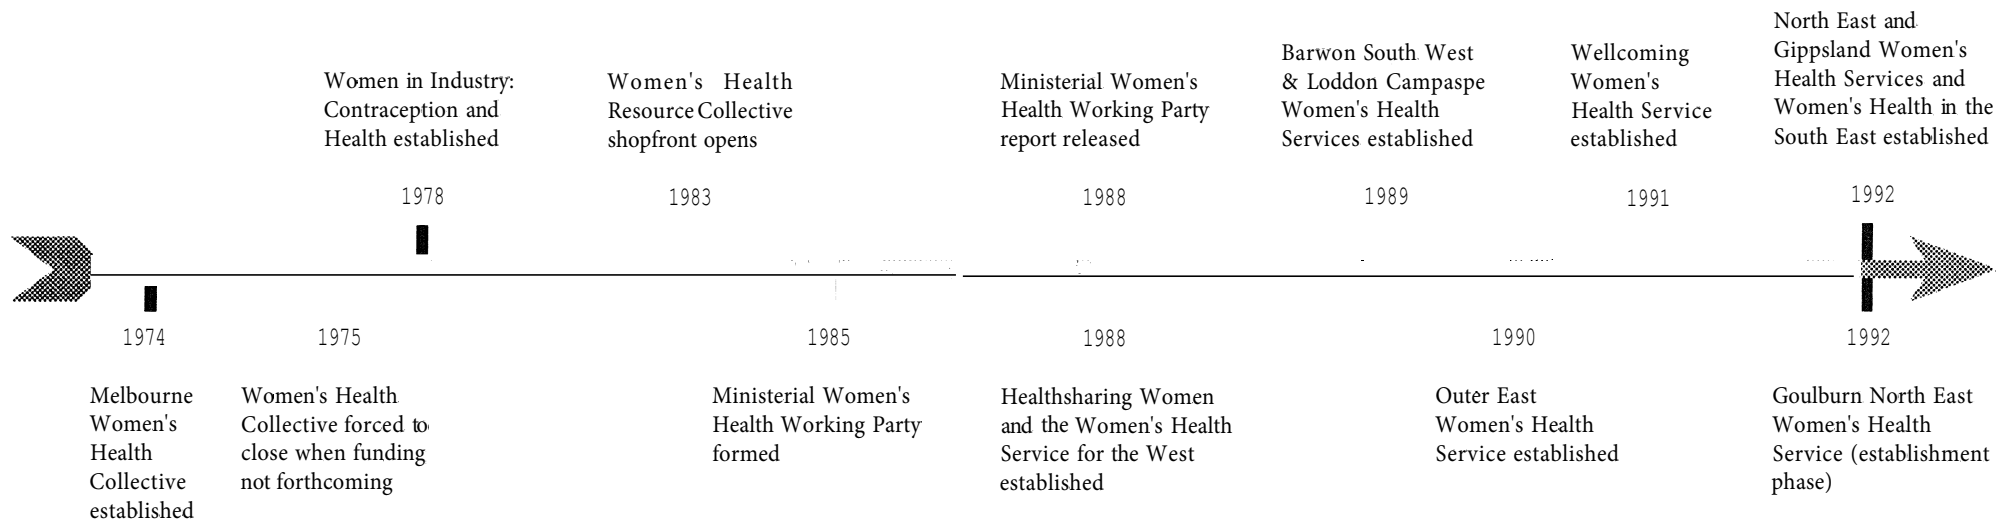 Women in Industry:
Contraception and
Health established
1978
Women's Health
Resource Collective
shopfront opens
1983
Ministerial Women's
Health Working Party
report released
1988
Barwon South West
& Loddon Campaspe
Women's Health
Services established
1989
Wellcoming
Women's
Health Service
established
1991
North East and
Gippsland Women's
Health Services and
Women's Health in the
South East established
1992
1974
Melbourne
Women's
Health
Collective
established
1975
Women's Health
Collective forced to
close when funding
not forthcoming
1985
Ministerial Women's
Health Working Party
formed
1988
Healthsharing Women
and the Women's Health
Service for the West
established
1990
Outer East
Women's Health
Service established
1992
Goulburn North East
Women's Health
Service (establishment
phase)